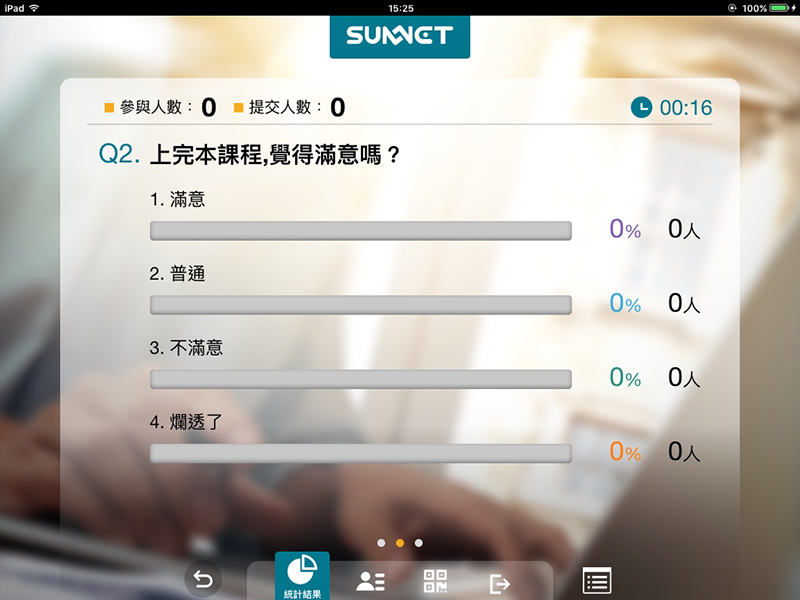 iPad 15:25 100%
SUNNET
參與人數： 0 提交人數： 0 00:16
Q2. 上完本課程,覺得滿意嗎？
1. 滿意
0% 0人
2. 普通
0% 0人
3. 不滿意
0% 0人
4. 爛透了
0% 0人
統計結果